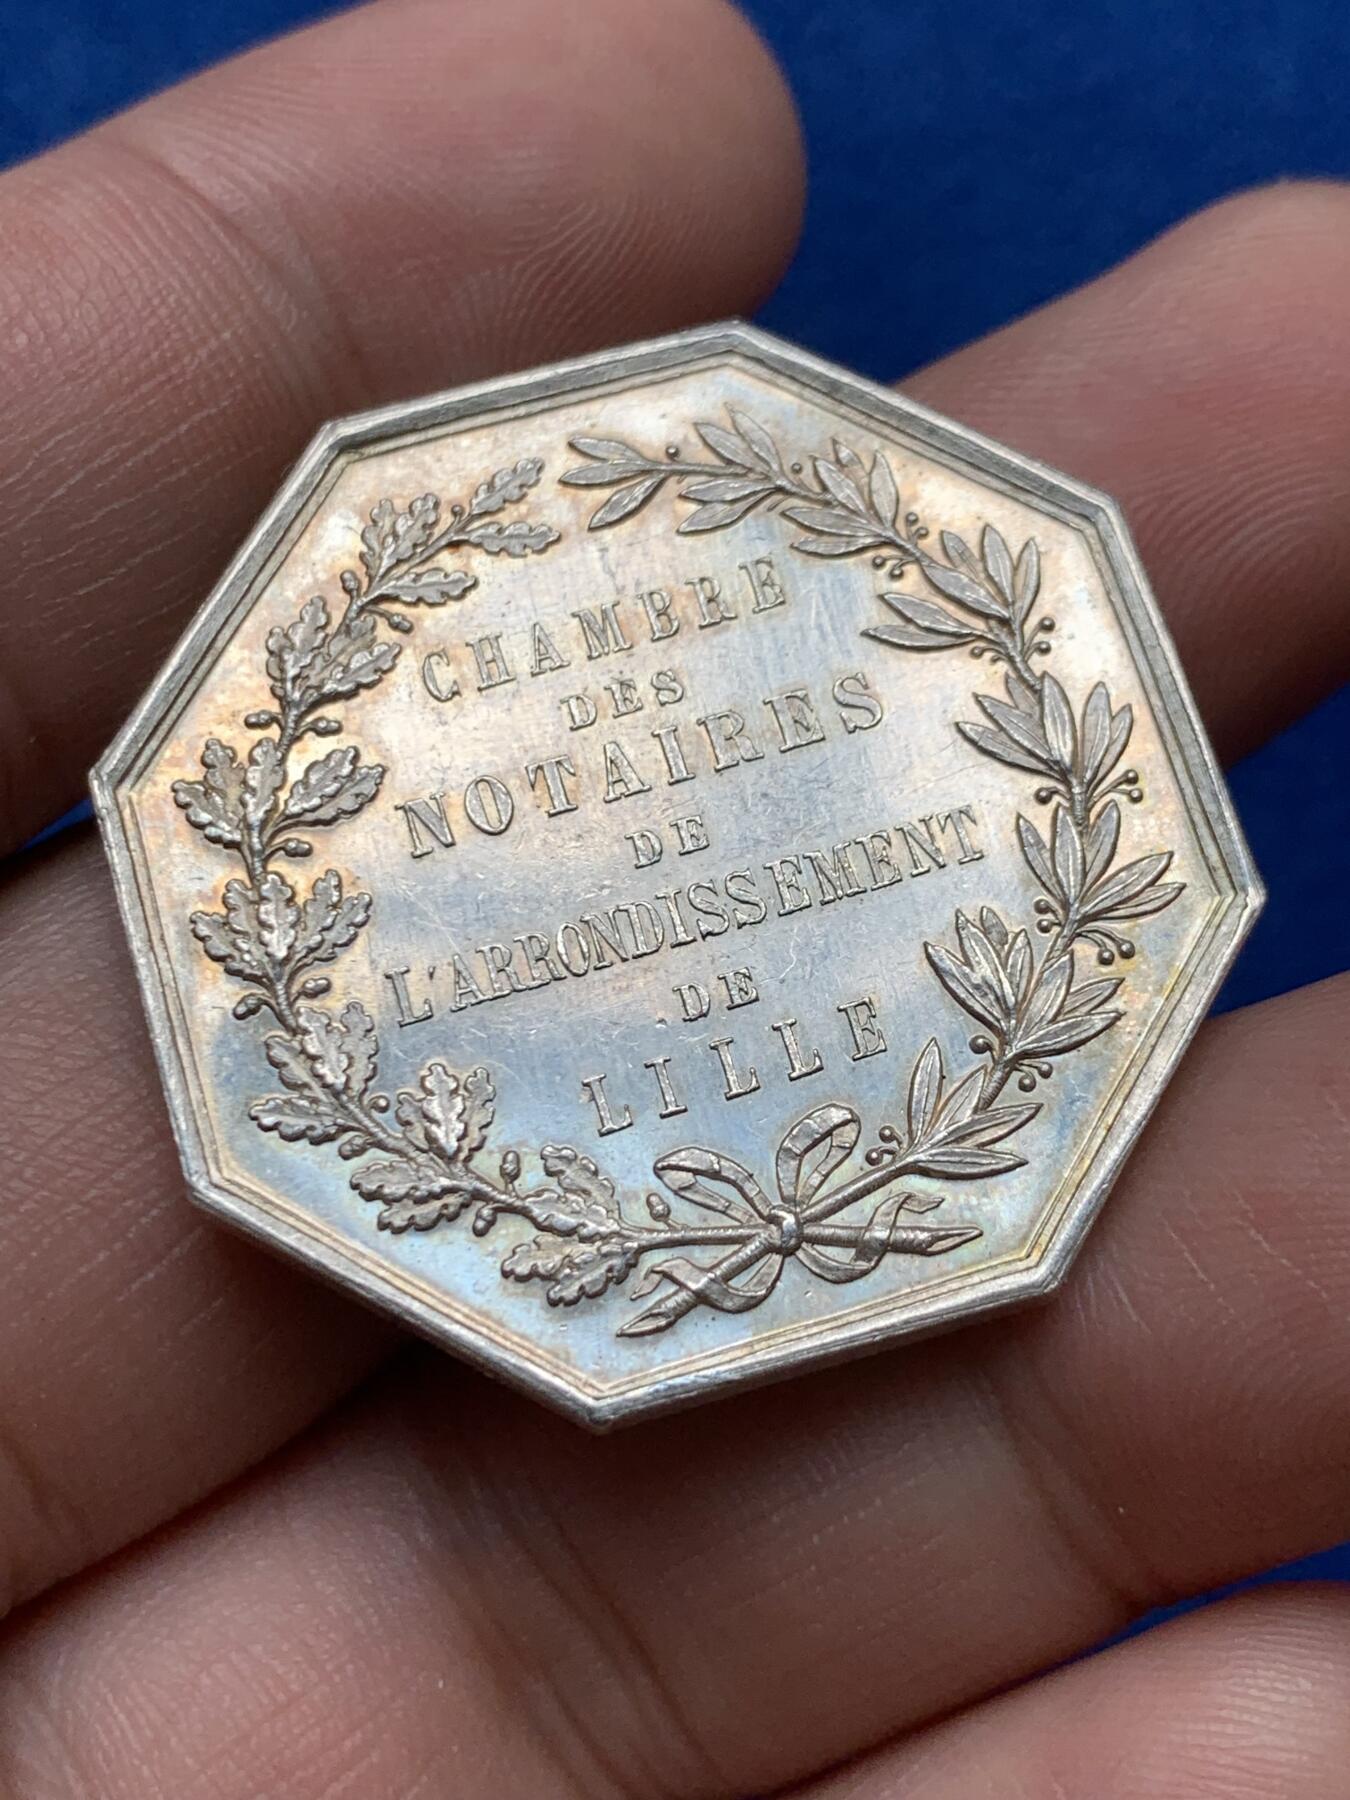 CHAMBRE
DES
NOTAIRES
DE
L'ARRONDISSEMENT
DE
LILLE